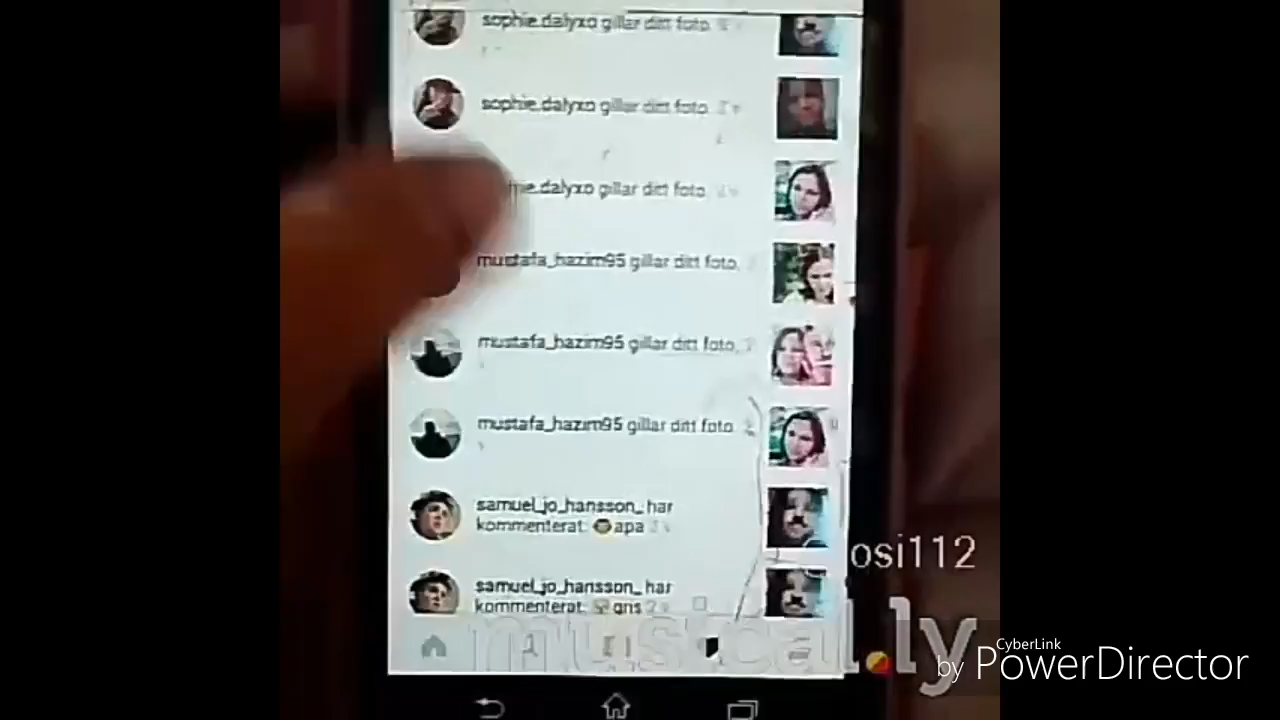 sophie.dalyxo gillar ditt foto.
sophie.dalyxo gillar ditt foto.
hie.dalyxo gillar ditt foto.
mustafa_hazim95 gillar ditt foto.
mustafa_hazim95 gillar ditt foto.
mustafa_hazim95 gillar ditt foto.
samuel_jo_hansson_ har
kommenterat: 🐵apa
samuel_jo_hansson_ har
kommenterat: 🐷gris
osi112
musical.ly
CyberLink
by PowerDirector